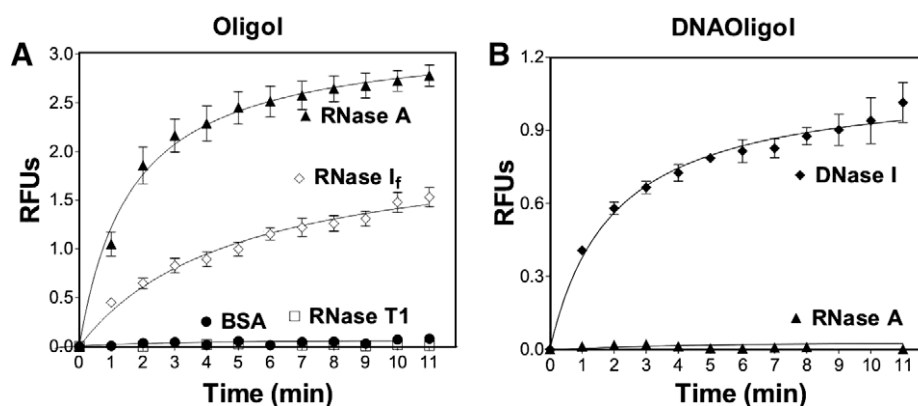 Oligol
DNAOligol
A
B
3.0
2.5
2.0
1.5
1.0
0.5
0.0
RFUs
RNase A
RNase If
BSA
RNase T1
0 1 2 3 4 5 6 7 8 9 10 11
Time (min)
1.2
0.9
0.6
0.3
0.0
RFUs
DNase I
RNase A
0 1 2 3 4 5 6 7 8 9 10 11
Time (min)